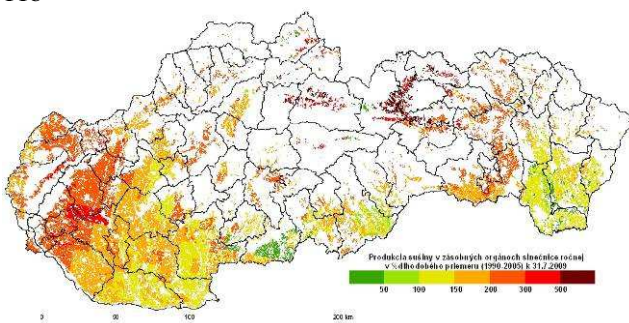 Produkcia sušiny v zásobných orgánoch slnečnice ročnej
v % dlhodobého priemeru (1990-2005) k 31.7.2009
50 100 150 200 300 500
0 50 100 200 km